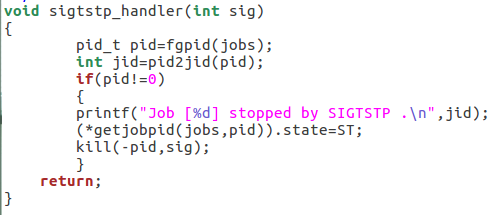 void sigtstp_handler(int sig)
{
        pid_t pid=fgpid(jobs);
        int jid=pid2jid(pid);
        if(pid!=0)
        {
        printf("Job [%d] stopped by SIGTSTP .\n",jid);
        (*getjobpid(jobs,pid)).state=ST;
        kill(-pid,sig);
        }
    return;
}